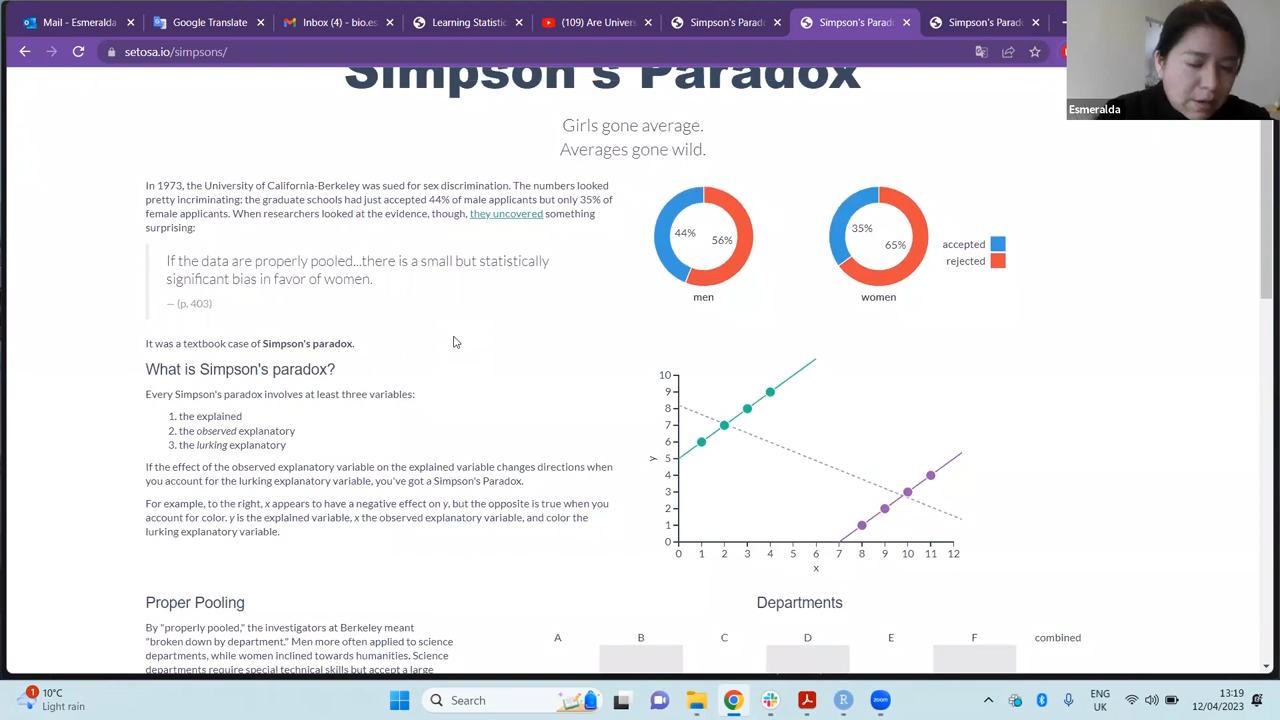 Mail - Esmeralda
Google Translate
Inbox (4) - bio.es
Learning Statistic
(109) Are Univers
Simpson's Parado
Simpson's Parado
Simpson's Parado
setosa.io/simpsons/
Esmeralda
Simpson's Paradox
Girls gone average.
Averages gone wild.
In 1973, the University of California-Berkeley was sued for sex discrimination. The numbers looked
pretty incriminating: the graduate schools had just accepted 44% of male applicants but only 35% of
female applicants. When researchers looked at the evidence, though, they uncovered something
surprising:
If the data are properly pooled...there is a small but statistically
significant bias in favor of women.
— (p. 403)
It was a textbook case of Simpson's paradox.
44%
56%
men
35%
65%
women
accepted
rejected
What is Simpson's paradox?
Every Simpson's paradox involves at least three variables:
1. the explained
2. the observed explanatory
3. the lurking explanatory
If the effect of the observed explanatory variable on the explained variable changes directions when
you account for the lurking explanatory variable, you've got a Simpson's Paradox.
For example, to the right, x appears to have a negative effect on y, but the opposite is true when you
account for color. y is the explained variable, x the observed explanatory variable, and color the
lurking explanatory variable.
10
9
8
7
6
5
4
3
2
1
0
y
0 1 2 3 4 5 6 7 8 9 10 11 12
x
Proper Pooling
By "properly pooled," the investigators at Berkeley meant
"broken down by department." Men more often applied to science
departments, while women inclined towards humanities. Science
departments require special technical skills but accept a large
Departments
A B C D E F combined
1
10°C
Light rain
Search
zoom
ENG
UK
13:19
12/04/2023